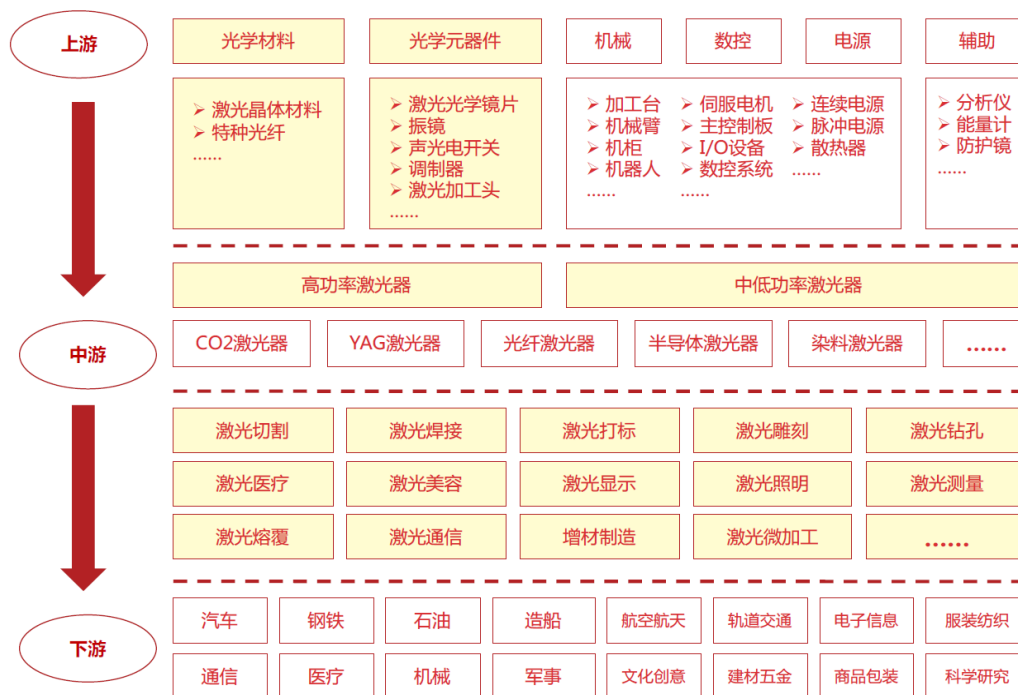 上游
光学材料
光学元器件
机械
数控
电源
辅助
➢ 激光晶体材料
➢ 特种光纤
……
➢ 激光光学镜片
➢ 振镜
➢ 声光电开关
➢ 调制器
➢ 激光加工头
……
➢ 加工台
➢ 机械臂
➢ 机柜
➢ 机器人
……
➢ 伺服电机
➢ 主控制板
➢ I/O设备
➢ 数控系统
……
➢ 连续电源
➢ 脉冲电源
➢ 散热器
……
➢ 分析仪
➢ 能量计
➢ 防护镜
……
高功率激光器
中低功率激光器
中游
CO2激光器
YAG激光器
光纤激光器
半导体激光器
染料激光器
……
激光切割
激光焊接
激光打标
激光雕刻
激光钻孔
激光医疗
激光美容
激光显示
激光照明
激光测量
激光熔覆
激光通信
增材制造
激光微加工
……
下游
汽车
钢铁
石油
造船
航空航天
轨道交通
电子信息
服装纺织
通信
医疗
机械
军事
文化创意
建材五金
商品包装
科学研究